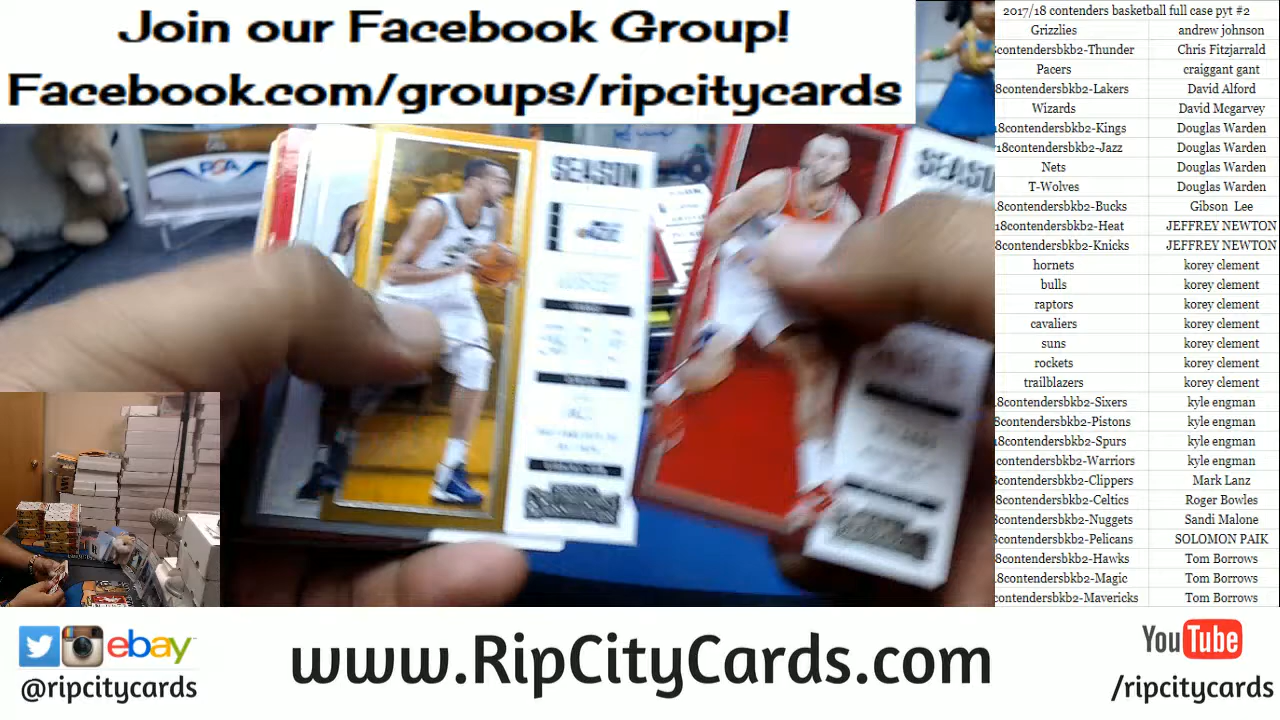 Join our Facebook Group!
Facebook.com/groups/ripcitycards
2017/18 contenders basketball full case pyt #2
Grizzlies andrew johnson
contendersbkb2-Thunder Chris Fitzjarrald
Pacers craiggant gant
8contendersbkb2-Lakers David Alford
Wizards David Mcgarvey
18contendersbkb2-Kings Douglas Warden
18contendersbkb2-Jazz Douglas Warden
Nets Douglas Warden
T-Wolves Douglas Warden
8contendersbkb2-Bucks Gibson Lee
18contendersbkb2-Heat JEFFREY NEWTON
8contendersbkb2-Knicks JEFFREY NEWTON
hornets korey clement
bulls korey clement
raptors korey clement
cavaliers korey clement
suns korey clement
rockets korey clement
trailblazers korey clement
18contendersbkb2-Sixers kyle engman
8contendersbkb2-Pistons kyle engman
18contendersbkb2-Spurs kyle engman
contendersbkb2-Warriors kyle engman
8contendersbkb2-Clippers Mark Lanz
8contendersbkb2-Celtics Roger Bowles
8contendersbkb2-Nuggets Sandi Malone
8contendersbkb2-Pelicans SOLOMON PAIK
8contendersbkb2-Hawks Tom Borrows
8contendersbkb2-Magic Tom Borrows
contendersbkb2-Mavericks Tom Borrows
PCA
SEASON
ebay
@ripcitycards
www.RipCityCards.com
YouTube
/ripcitycards